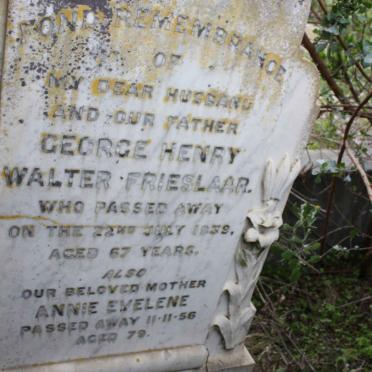 FOND REMEMBRANCE
OF
MY DEAR HUSBAND
AND OUR FATHER
GEORGE HENRY
WALTER FRIESLAAR.
WHO PASSED AWAY
ON THE 22ND JULY 1939.
AGED 67 YEARS.
ALSO
OUR BELOVED MOTHER
ANNIE EVELENE
PASSED AWAY 11-11-56
AGED 79.